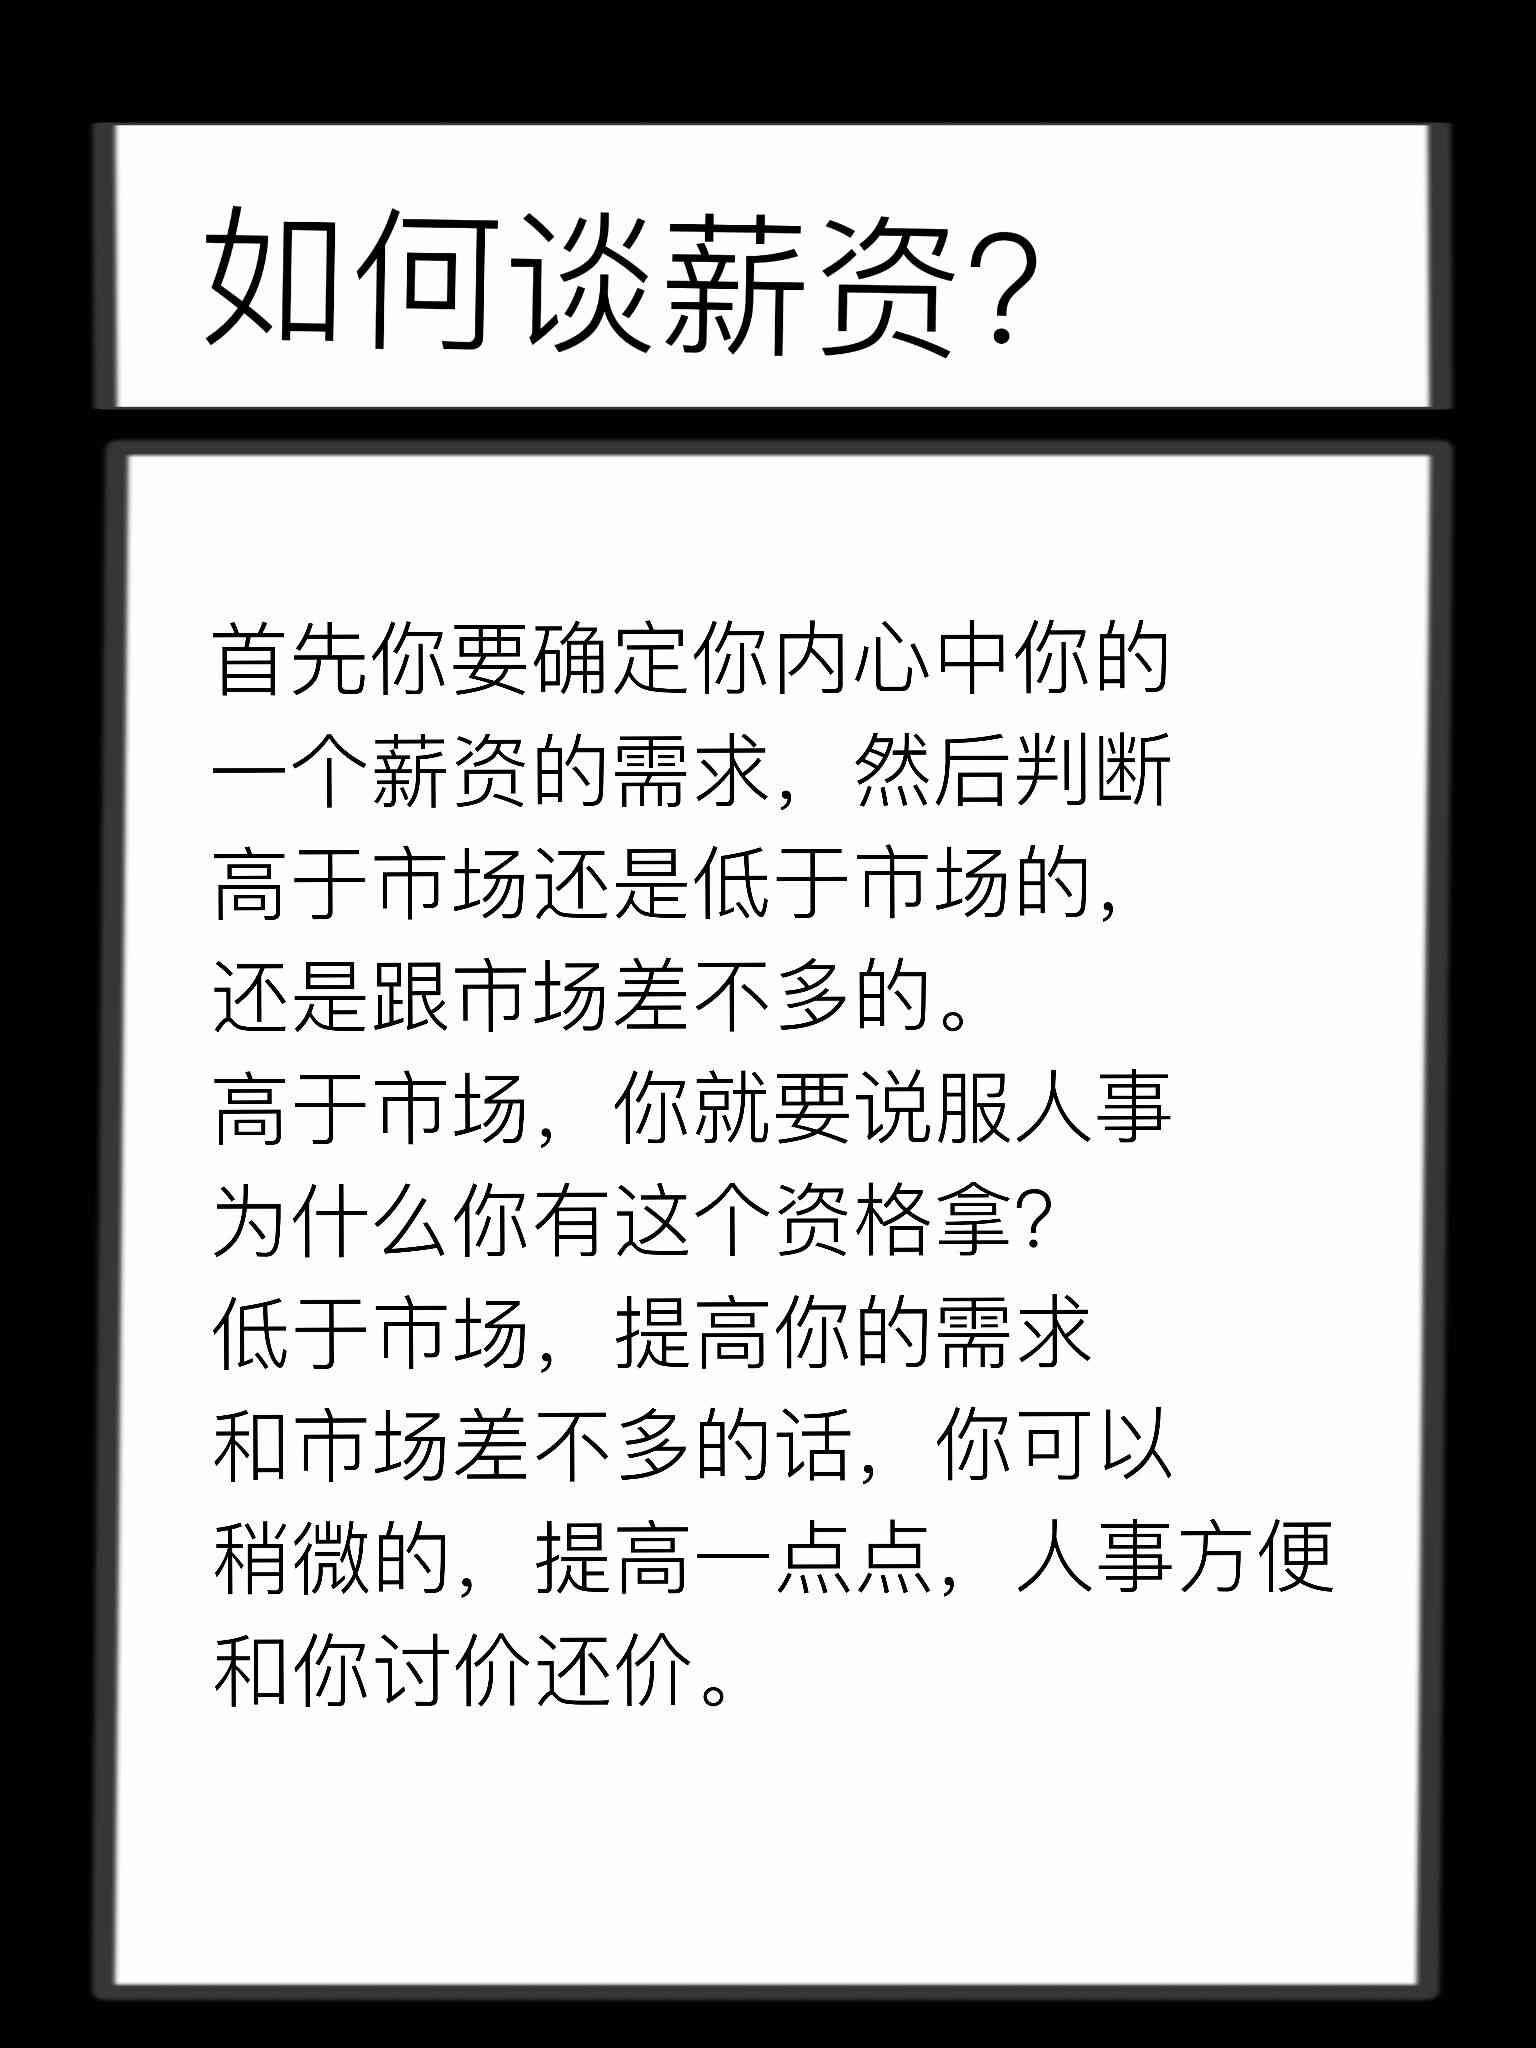 如何谈薪资？
首先你要确定你内心中你的
一个薪资的需求，然后判断
高于市场还是低于市场的，
还是跟市场差不多的。
高于市场，你就要说服人事
为什么你有这个资格拿？
低于市场，提高你的需求
和市场差不多的话，你可以
稍微的，提高一点点，人事方便
和你讨价还价。